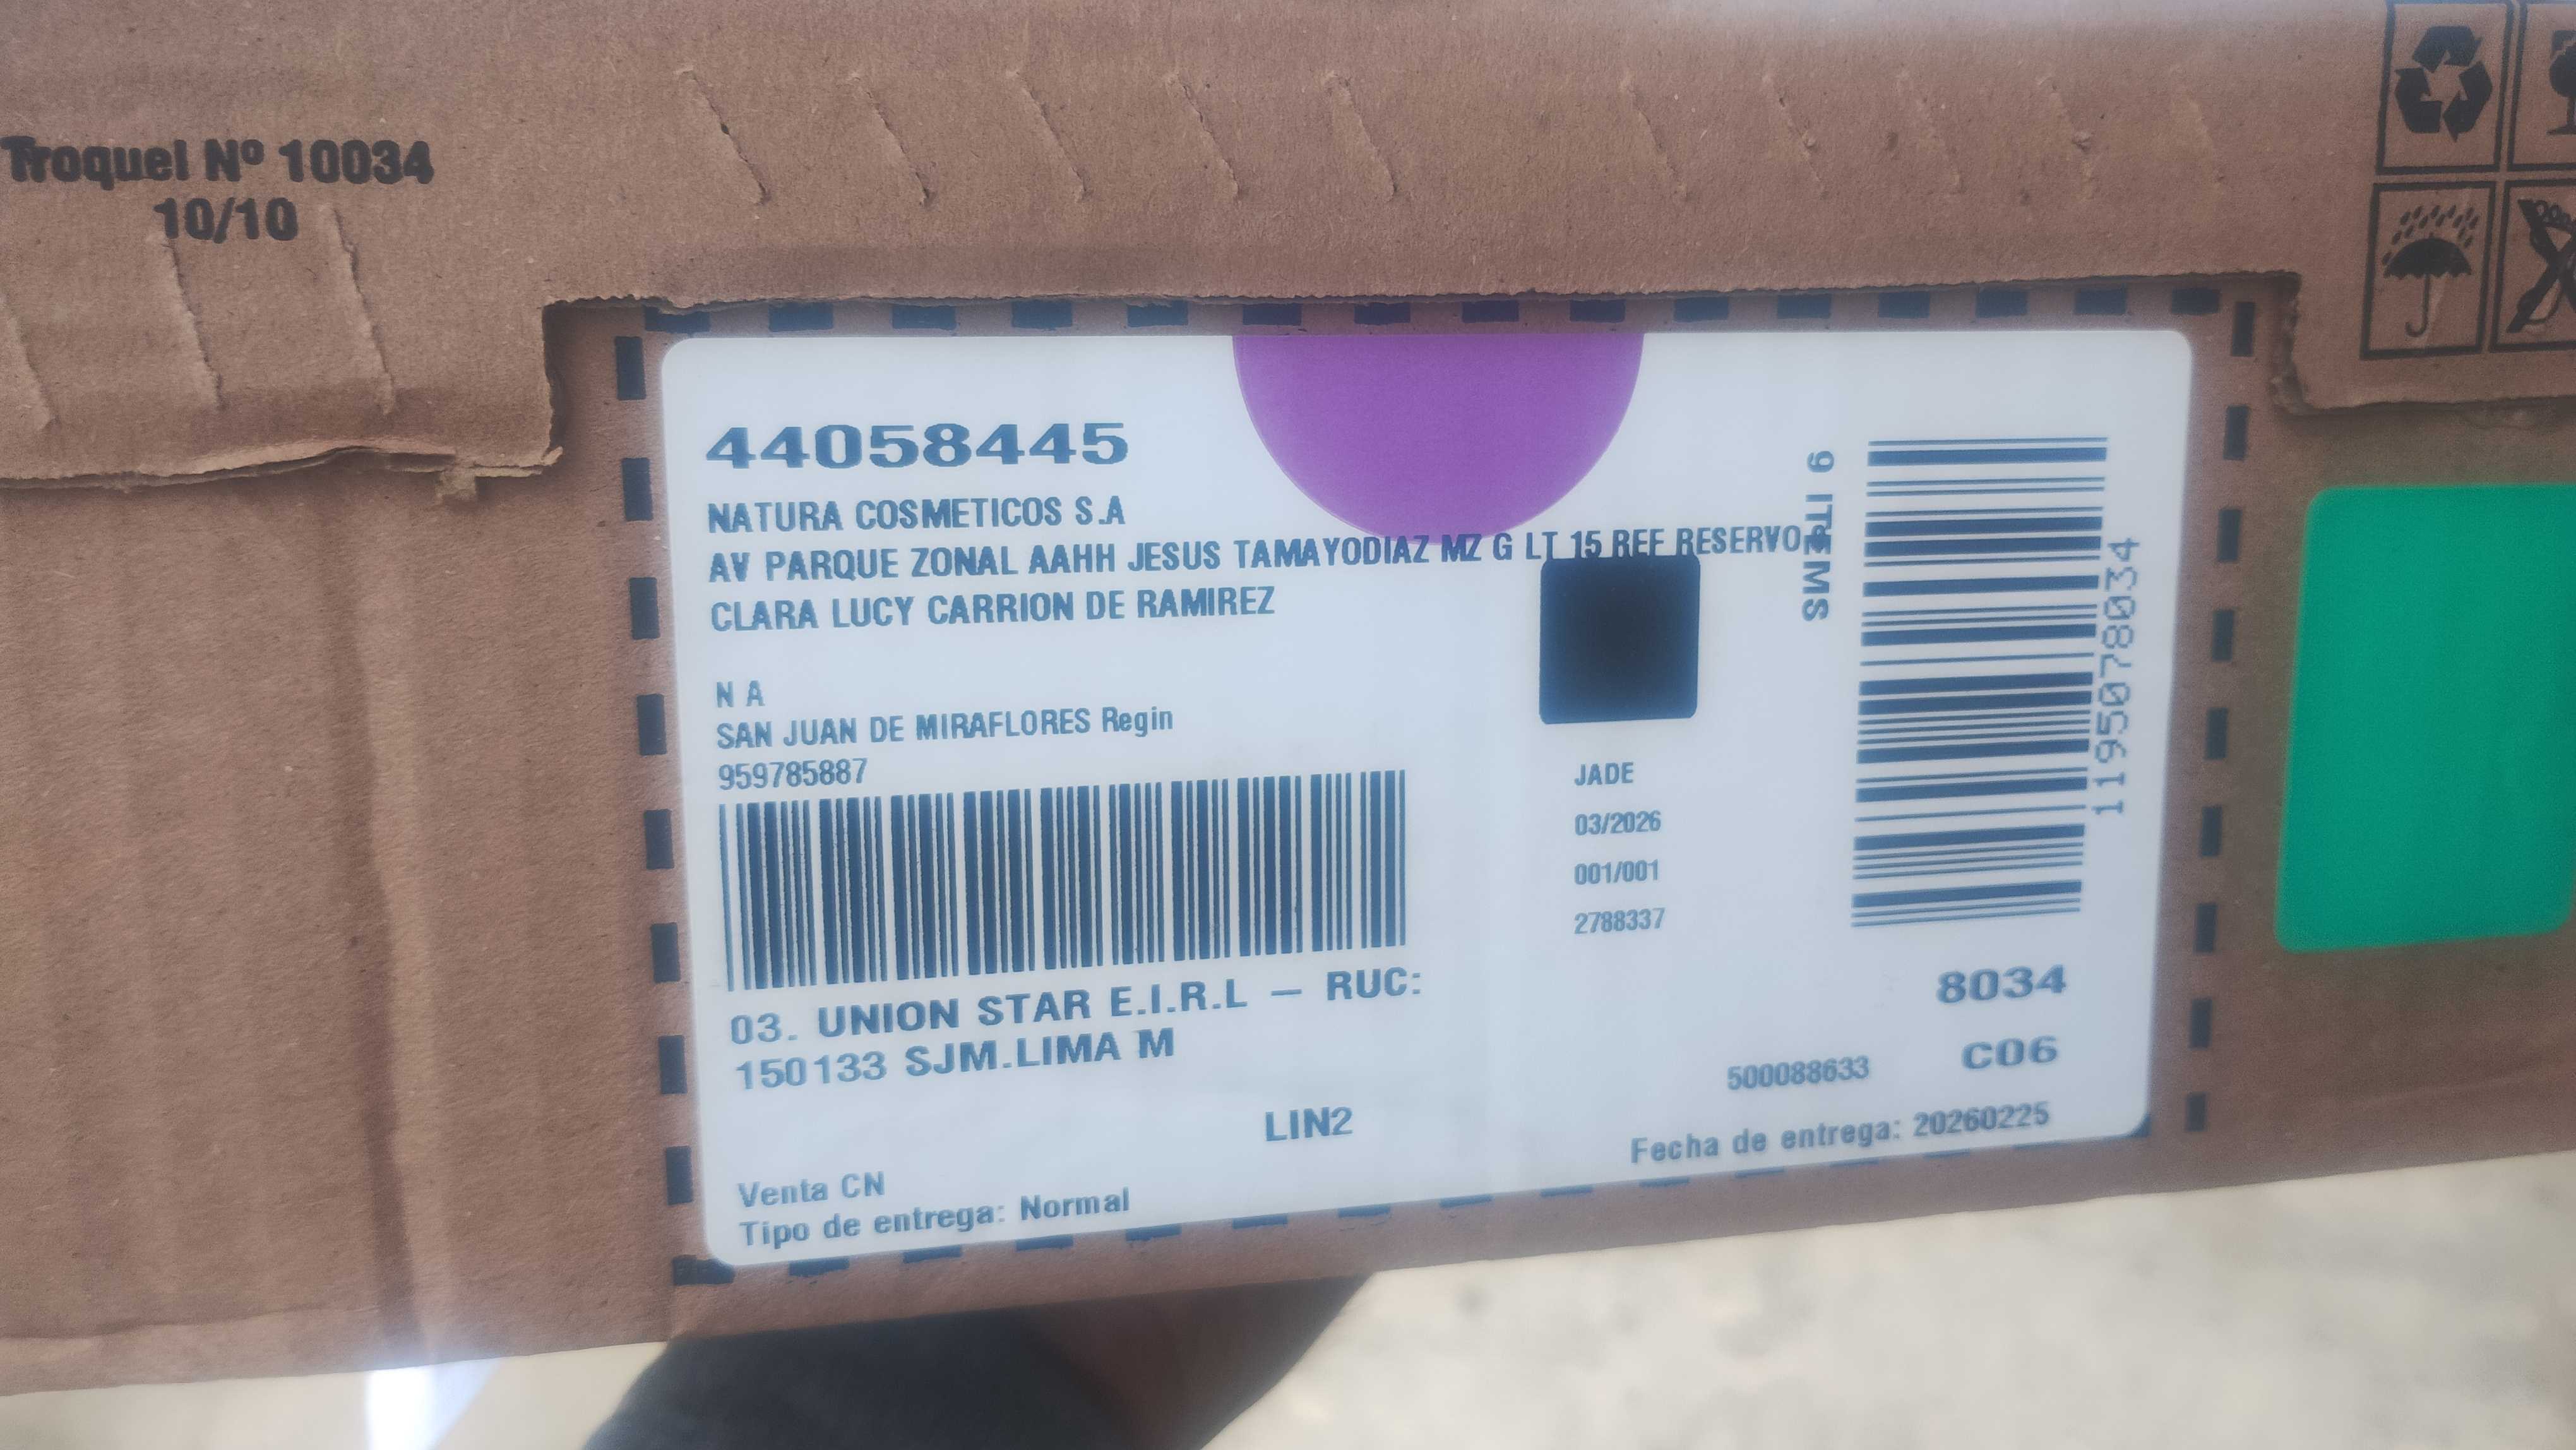 Troquel Nº 10034
10/10
44058445
NATURA COSMETICOS S.A
AV PARQUE ZONAL AAHH JESUS TAMAYODIAZ MZ G LT 15 REF RESERVO
CLARA LUCY CARRION DE RAMIREZ
N A
SAN JUAN DE MIRAFLORES Regin
959785887
03. UNION STAR E.I.R.L – RUC:
150133 SJM.LIMA M
LIN2
Venta CN
Tipo de entrega: Normal
JADE
03/2026
001/001
2788337
9 ITEMS
1195078034
8034
C06
500088633
Fecha de entrega: 20260225